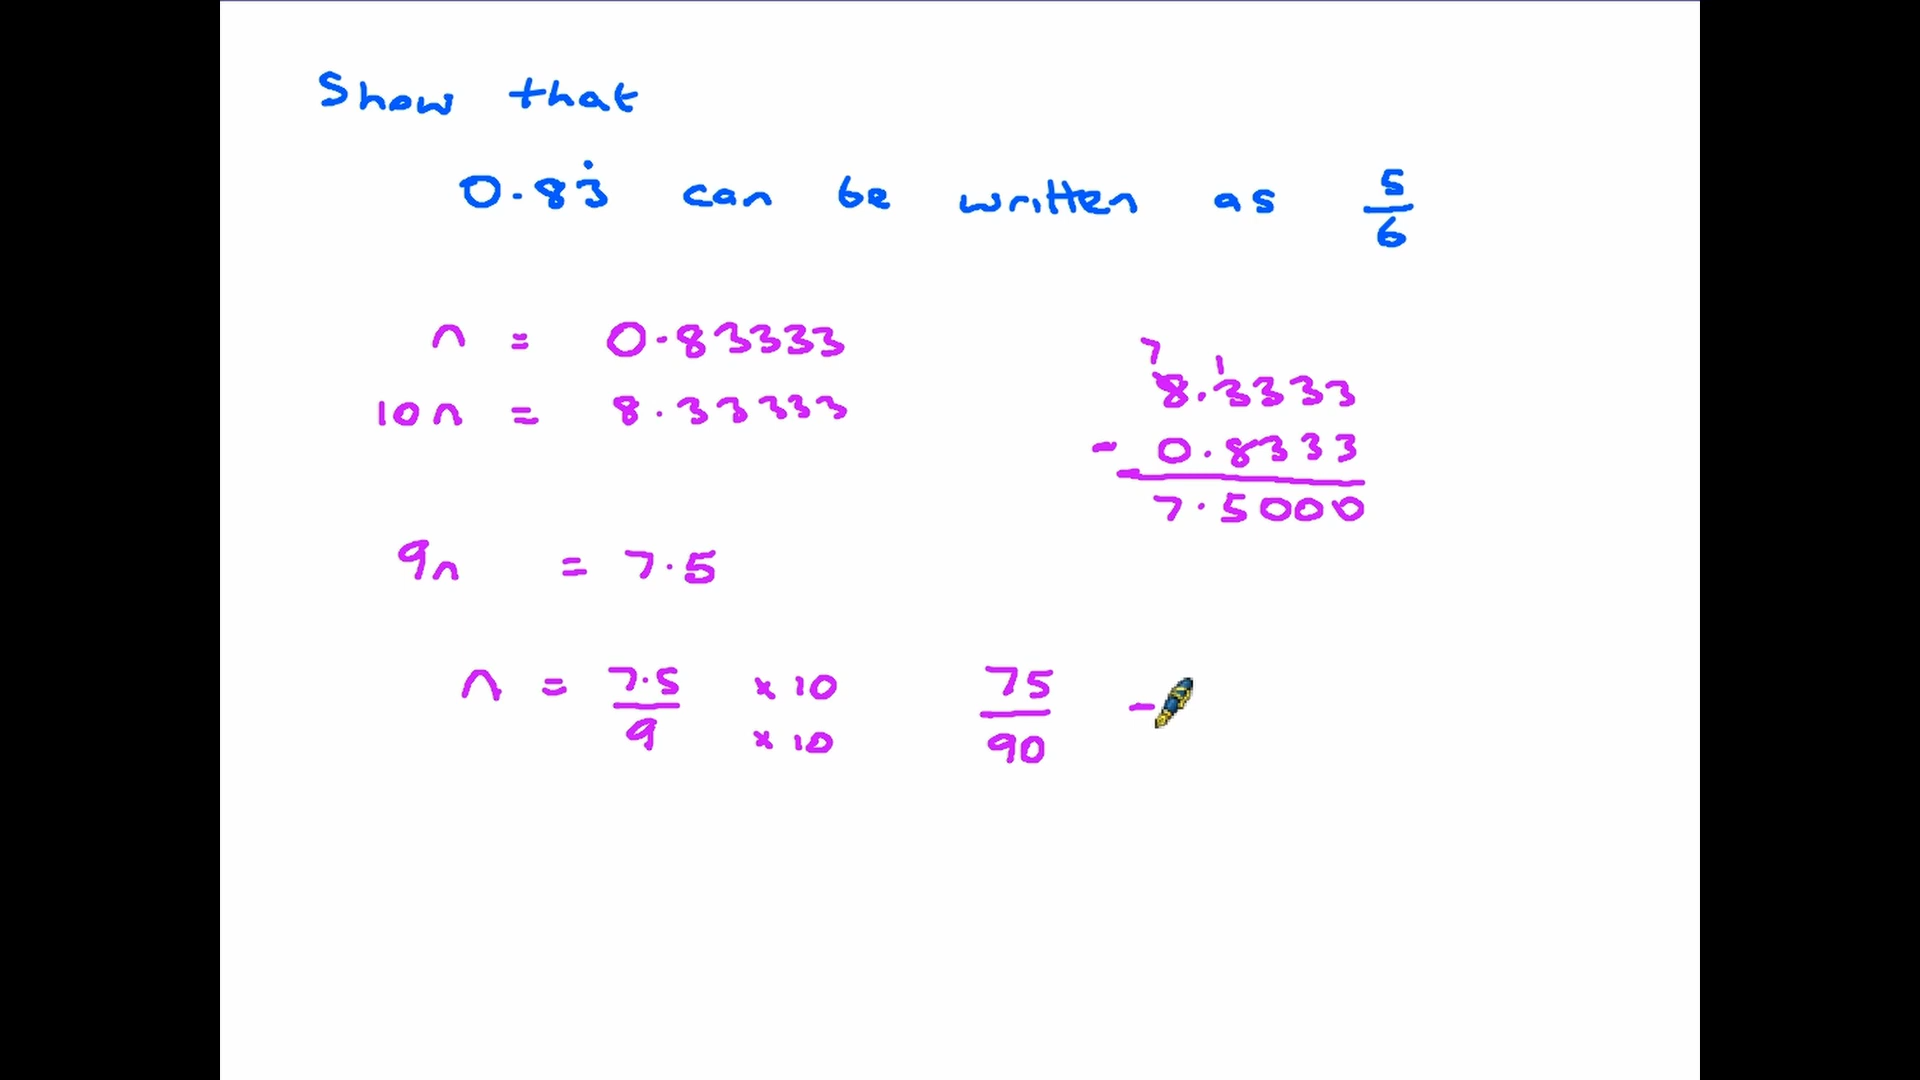 Show that
0.83̇ can be written as 5/6
n = 0.83333
10n = 8.33333
7 1
8.3333
- 0.8333
7.5000
9n = 7.5
n = 7.5/9 ×10/×10 75/90 -